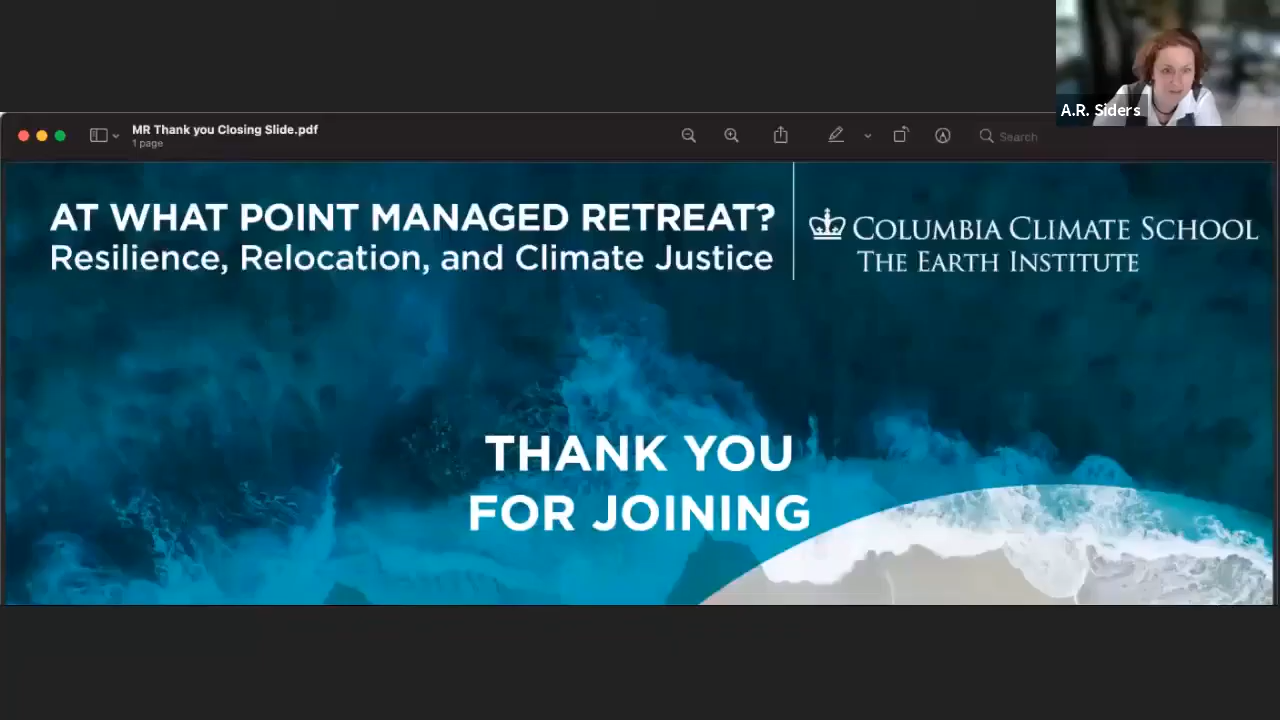 A.R. Siders
MR Thank you Closing Slide.pdf
1 page
Search
AT WHAT POINT MANAGED RETREAT?
Resilience, Relocation, and Climate Justice
COLUMBIA CLIMATE SCHOOL
THE EARTH INSTITUTE
THANK YOU
FOR JOINING